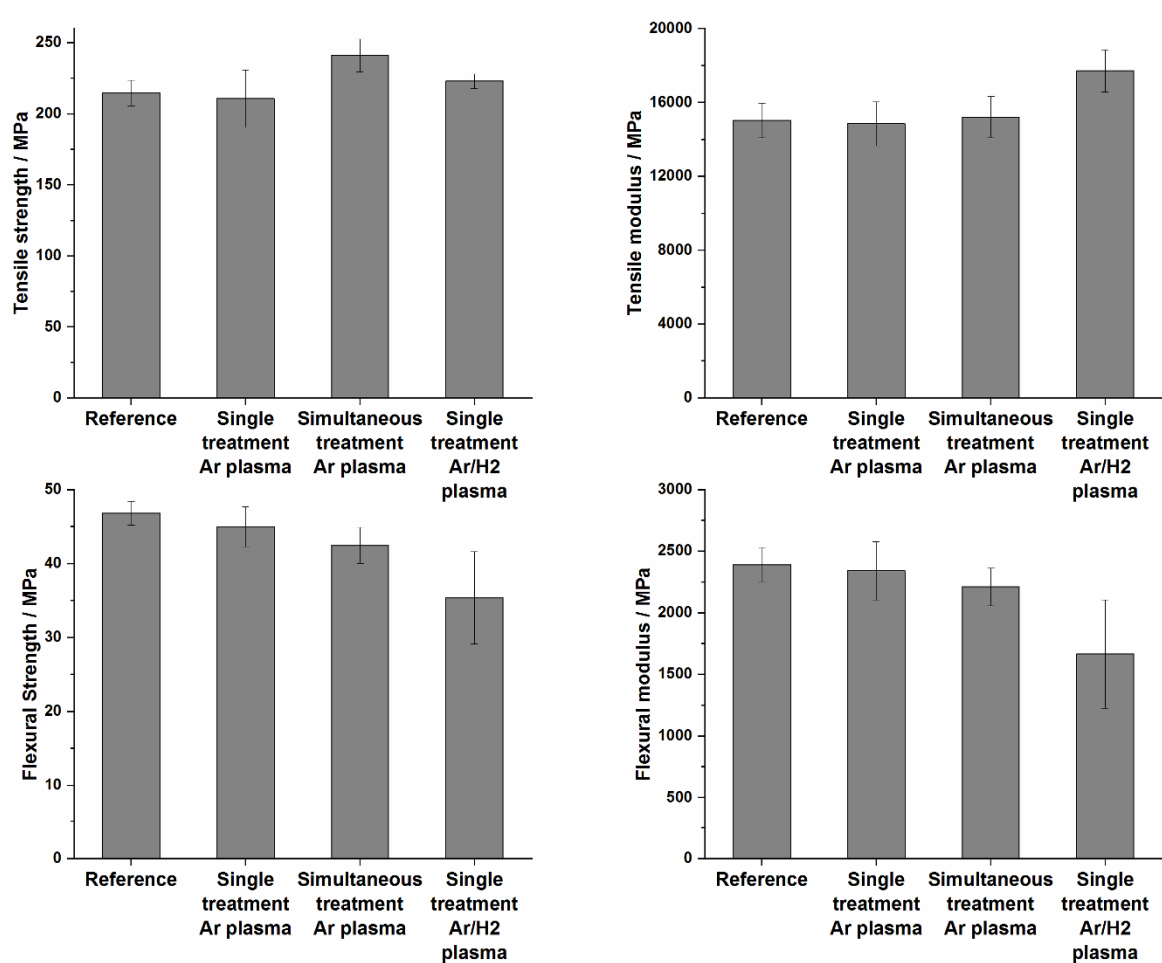 Tensile strength / MPa
250
200
150
100
50
0
Reference
Single
treatment
Ar plasma
Simultaneous
treatment
Ar plasma
Single
treatment
Ar/H2
plasma
Tensile modulus / MPa
20000
16000
12000
8000
4000
0
Reference
Single
treatment
Ar plasma
Simultaneous
treatment
Ar plasma
Single
treatment
Ar/H2
plasma
Flexural Strength / MPa
50
40
30
20
10
0
Reference
Single
treatment
Ar plasma
Simultaneous
treatment
Ar plasma
Single
treatment
Ar/H2
plasma
Flexural modulus / MPa
3000
2500
2000
1500
1000
500
0
Reference
Single
treatment
Ar plasma
Simultaneous
treatment
Ar plasma
Single
treatment
Ar/H2
plasma